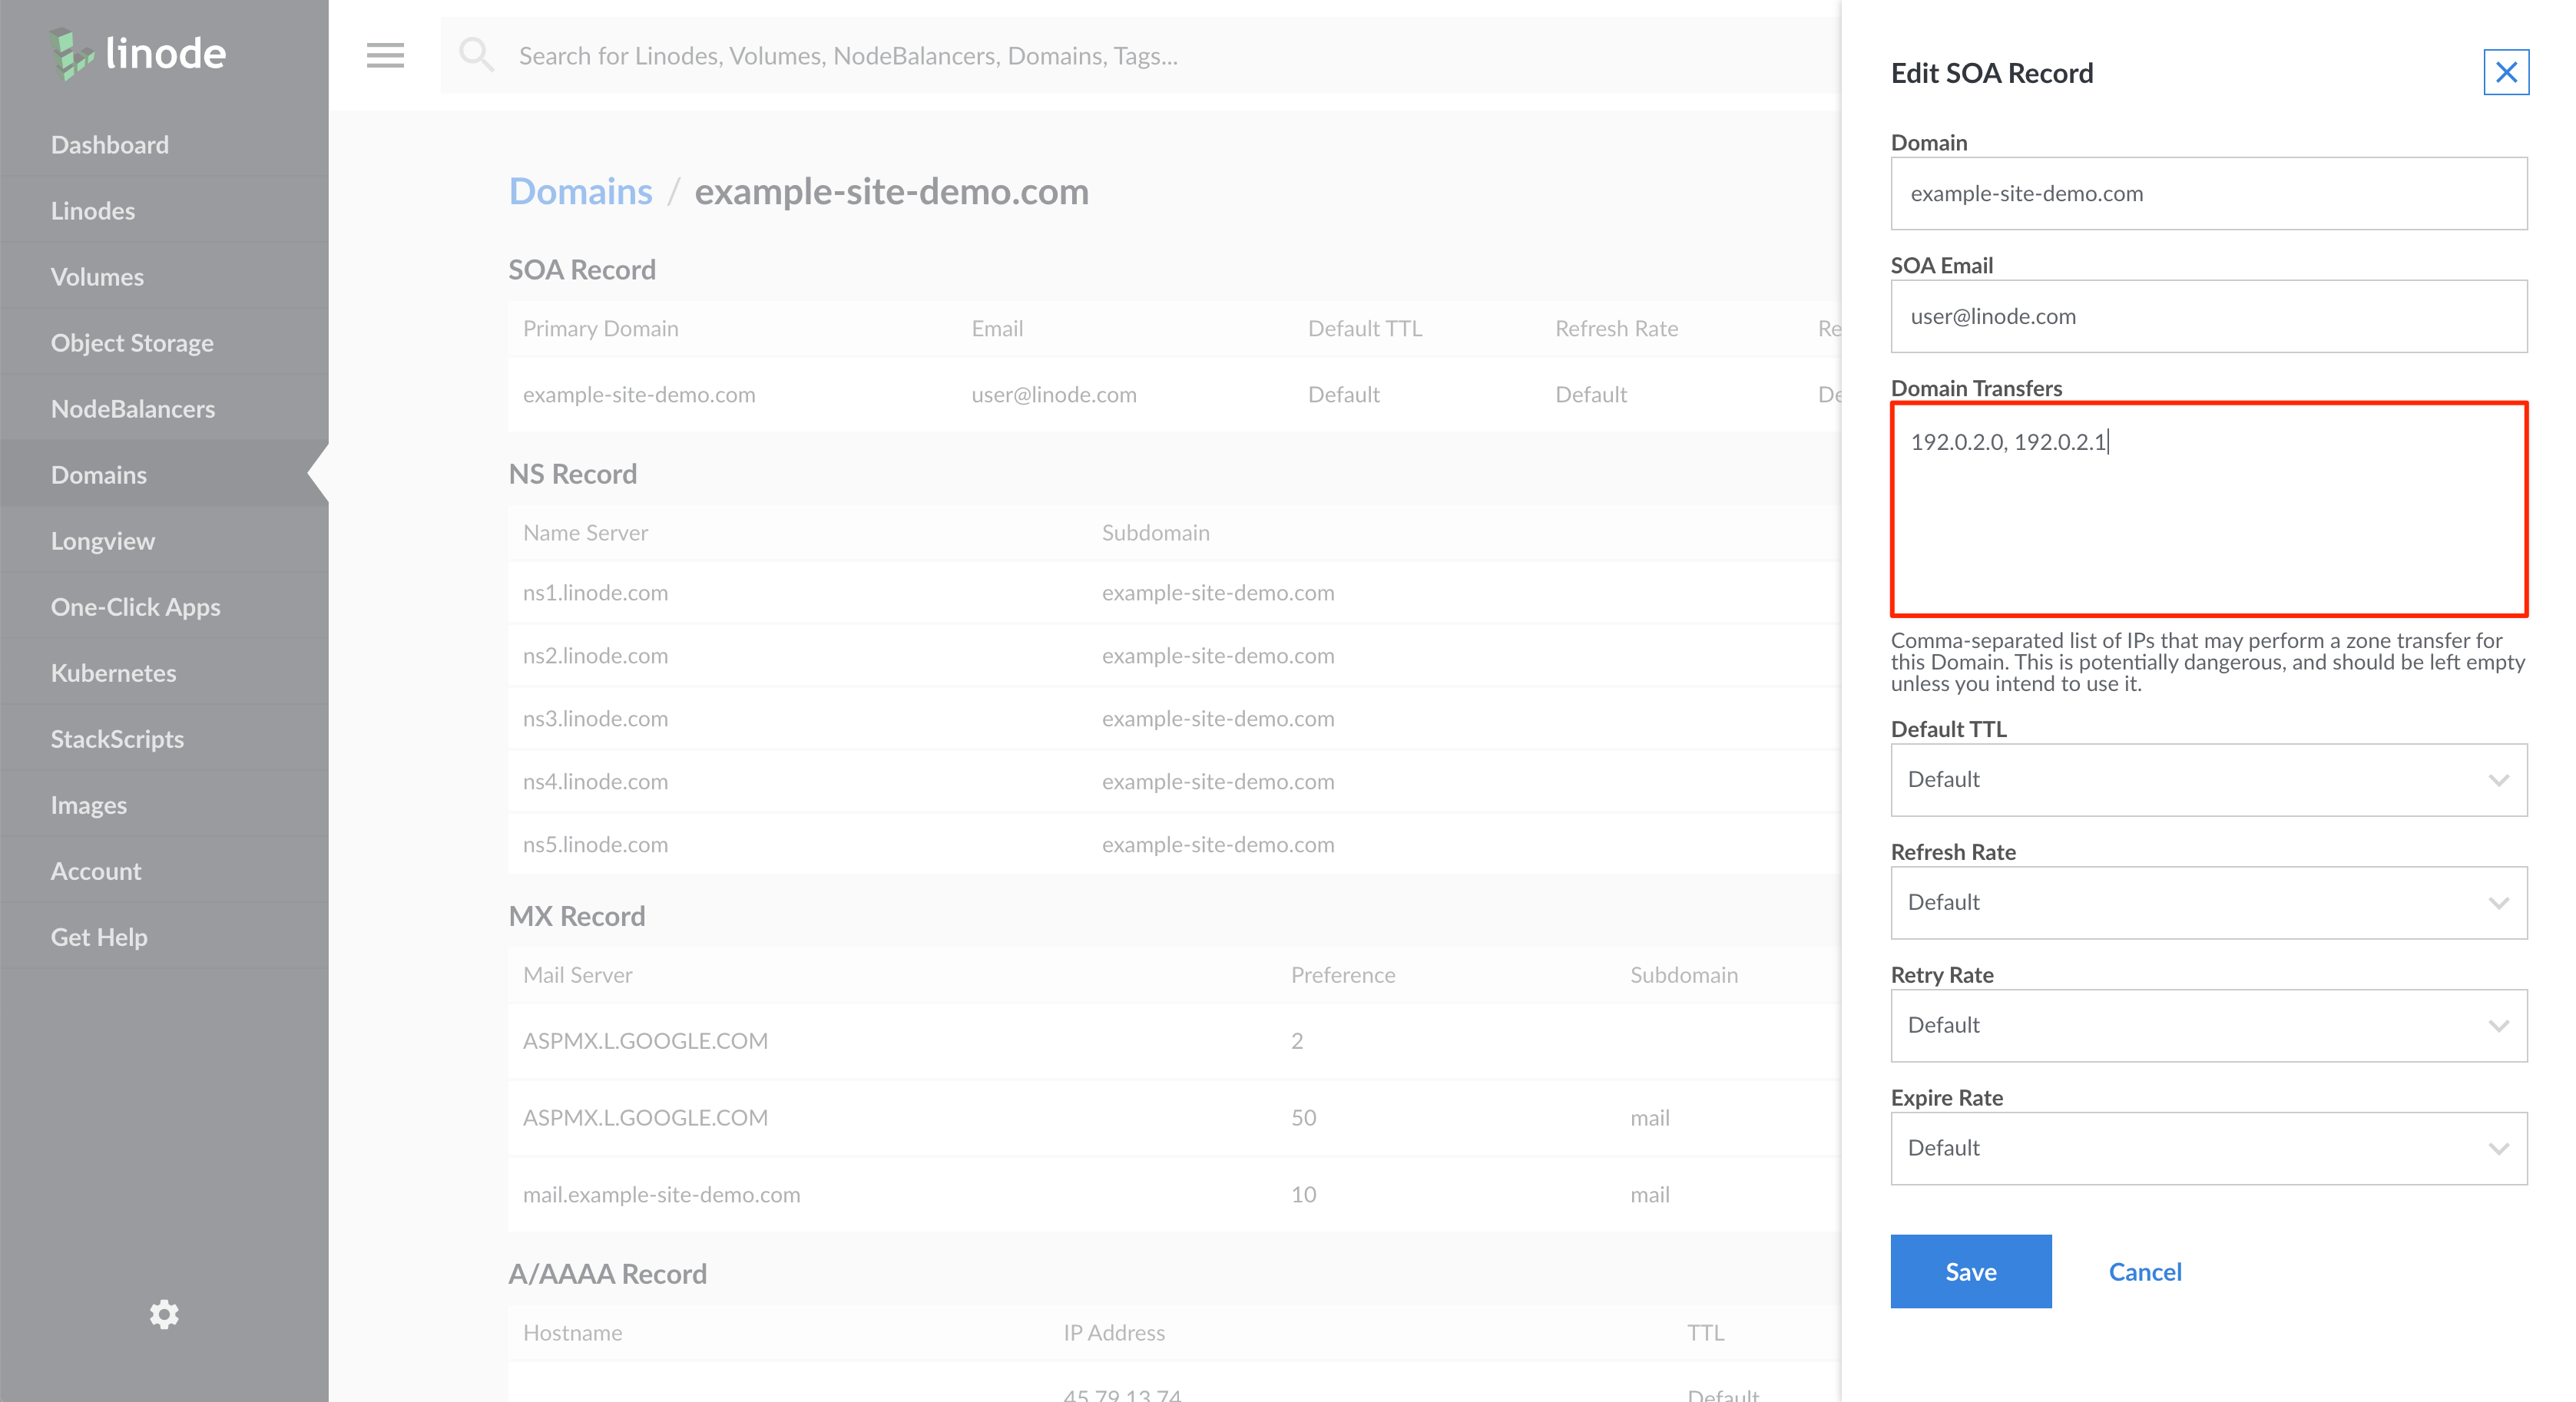 linode
Dashboard
Linodes
Volumes
Object Storage
NodeBalancers
Domains
Longview
One-Click Apps
Kubernetes
StackScripts
Images
Account
Get Help
Search for Linodes, Volumes, NodeBalancers, Domains, Tags...
Domains / example-site-demo.com
SOA Record
Primary Domain Email Default TTL Refresh Rate Re
example-site-demo.com user@linode.com Default Default De
NS Record
Name Server Subdomain
ns1.linode.com example-site-demo.com
ns2.linode.com example-site-demo.com
ns3.linode.com example-site-demo.com
ns4.linode.com example-site-demo.com
ns5.linode.com example-site-demo.com
MX Record
Mail Server Preference Subdomain
ASPMX.L.GOOGLE.COM 2
ASPMX.L.GOOGLE.COM 50 mail
mail.example-site-demo.com 10 mail
A/AAAA Record
Hostname IP Address TTL
45.79.13.74 Default
Edit SOA Record
Domain
example-site-demo.com
SOA Email
user@linode.com
Domain Transfers
192.0.2.0, 192.0.2.1
Comma-separated list of IPs that may perform a zone transfer for
this Domain. This is potentially dangerous, and should be left empty
unless you intend to use it.
Default TTL
Default
Refresh Rate
Default
Retry Rate
Default
Expire Rate
Default
Save Cancel